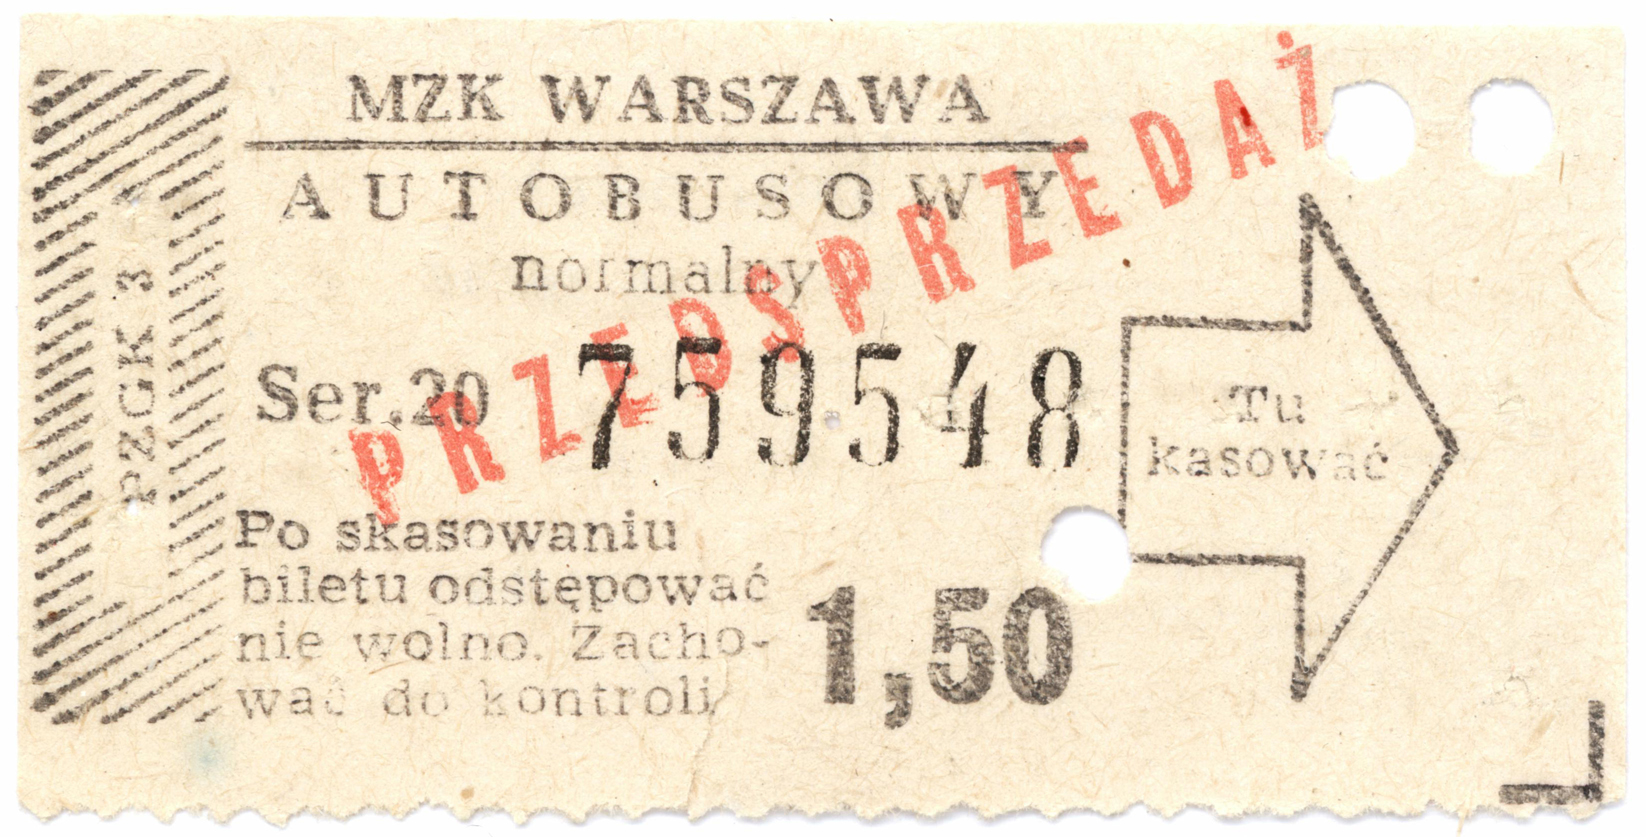 MZK WARSZAWA
AUTOBUSOWY
normalny
PRZEDSPRZEDAŻ
Ser. 20 759548
Po skasowaniu
biletu odstępować
nie wolno. Zacho-
wać do kontroli
1,50
Tu
kasować
PZGK 3